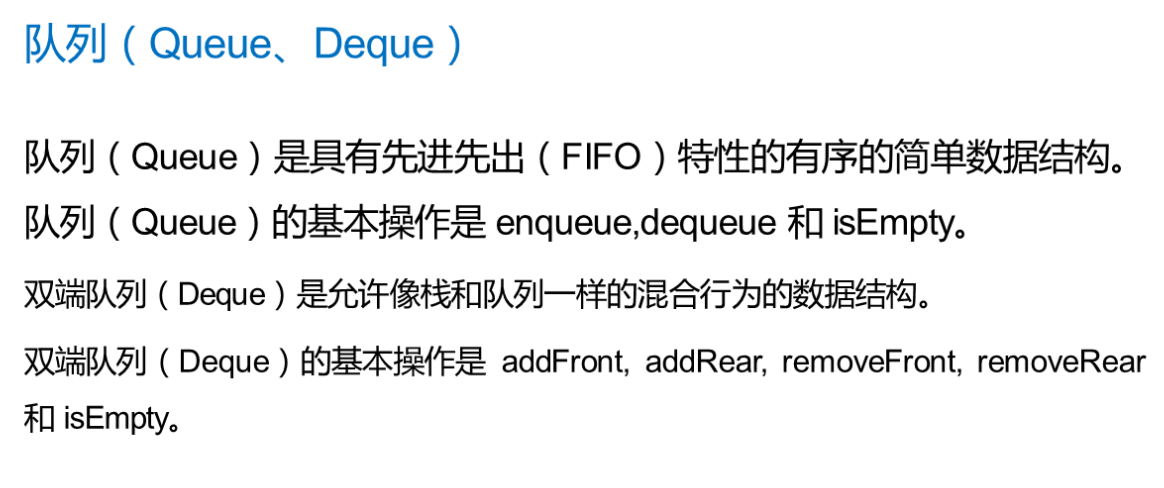 队列（Queue、Deque）
队列（Queue）是具有先进先出（FIFO）特性的有序的简单数据结构。
队列（Queue）的基本操作是 enqueue,dequeue 和 isEmpty。
双端队列（Deque）是允许像栈和队列一样的混合行为的数据结构。
双端队列（Deque）的基本操作是 addFront, addRear, removeFront, removeRear
和 isEmpty。